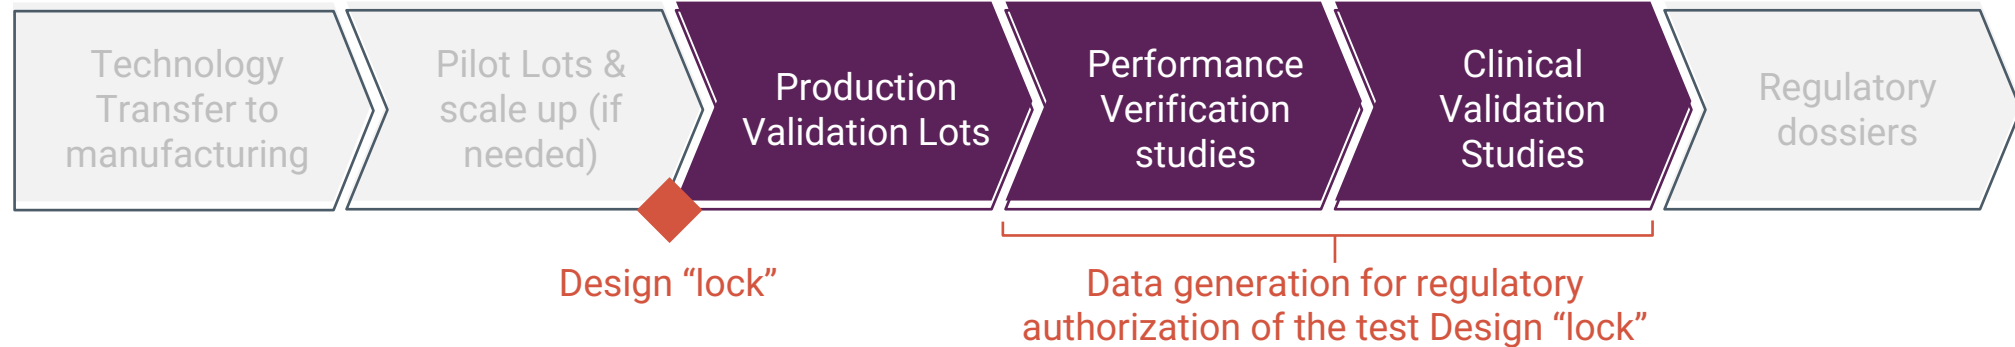 Technology
Transfer to
manufacturing
Pilot Lots &
scale up (if
needed)
Production
Validation Lots
Performance
Verification
studies
Clinical
Validation
Studies
Regulatory
dossiers
Design “lock”
Data generation for regulatory
authorization of the test Design “lock”